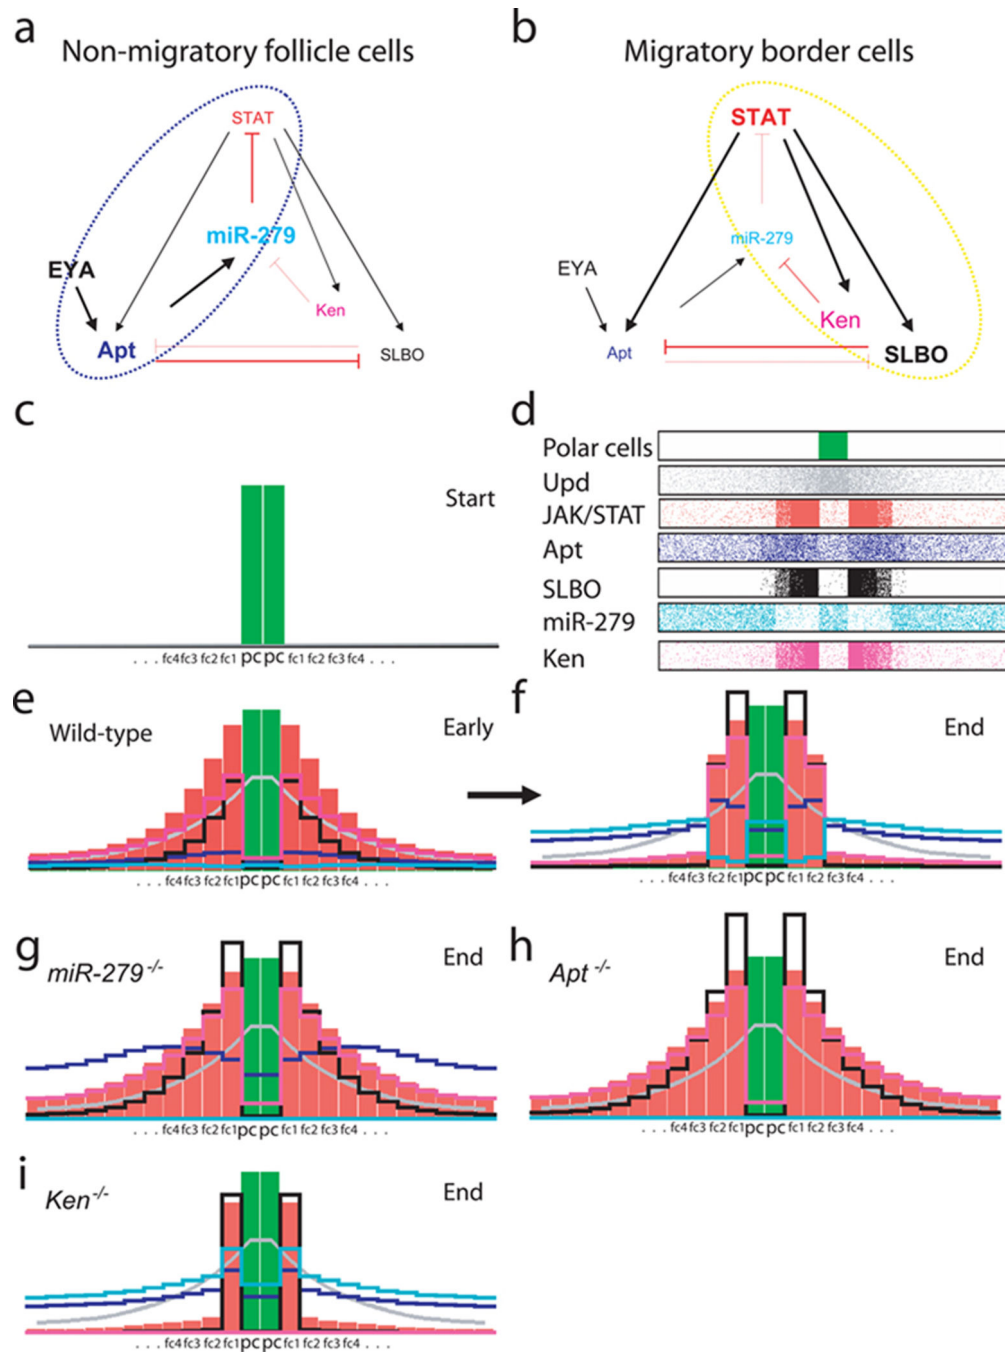 a
Non-migratory follicle cells
STAT
miR-279
EYA
Ken
Apt
SLBO
b
Migratory border cells
STAT
miR-279
EYA
Ken
Apt
SLBO
c
Start
. . . fc4 fc3 fc2 fc1 pc pc fc1 fc2 fc3 fc4 . . .
d
Polar cells
Upd
JAK/STAT
Apt
SLBO
miR-279
Ken
e
Wild-type
Early
. . . fc4 fc3 fc2 fc1 pc pc fc1 fc2 fc3 fc4 . . .
f
End
. . . fc4 fc3 fc2 fc1 pc pc fc1 fc2 fc3 fc4 . . .
g
miR-279 -/-
End
. . . fc4 fc3 fc2 fc1 pc pc fc1 fc2 fc3 fc4 . . .
h
Apt -/-
End
. . . fc4 fc3 fc2 fc1 pc pc fc1 fc2 fc3 fc4 . . .
i
Ken -/-
End
. . . fc4 fc3 fc2 fc1 pc pc fc1 fc2 fc3 fc4 . . .